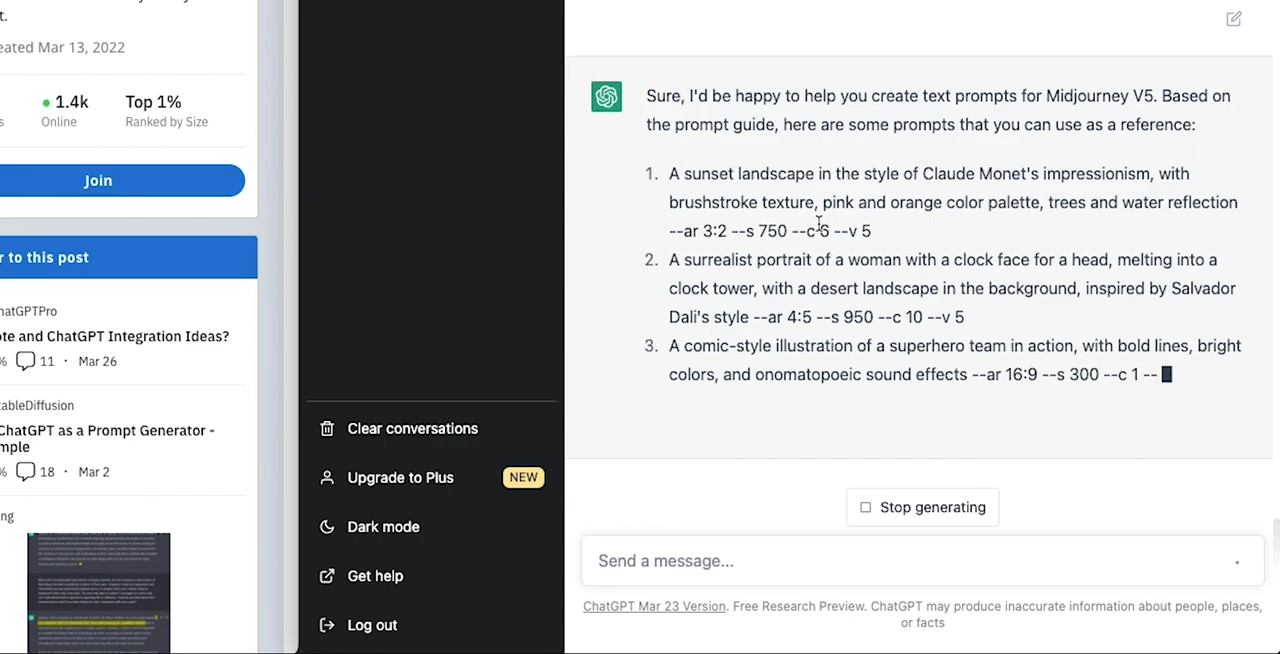 t.
eated Mar 13, 2022
1.4k Top 1%
s Online Ranked by Size
Join
r to this post
hatGPTPro
ote and ChatGPT Integration Ideas?
% 11 · Mar 26
tableDiffusion
ChatGPT as a Prompt Generator -
mple
% 18 · Mar 2
ng
Clear conversations
Upgrade to Plus NEW
Dark mode
Get help
Log out
Sure, I'd be happy to help you create text prompts for Midjourney V5. Based on
the prompt guide, here are some prompts that you can use as a reference:
1. A sunset landscape in the style of Claude Monet's impressionism, with
brushstroke texture, pink and orange color palette, trees and water reflection
--ar 3:2 --s 750 --c 6 --v 5
2. A surrealist portrait of a woman with a clock face for a head, melting into a
clock tower, with a desert landscape in the background, inspired by Salvador
Dali's style --ar 4:5 --s 950 --c 10 --v 5
3. A comic-style illustration of a superhero team in action, with bold lines, bright
colors, and onomatopoeic sound effects --ar 16:9 --s 300 --c 1 --
Stop generating
Send a message...
ChatGPT Mar 23 Version. Free Research Preview. ChatGPT may produce inaccurate information about people, places,
or facts